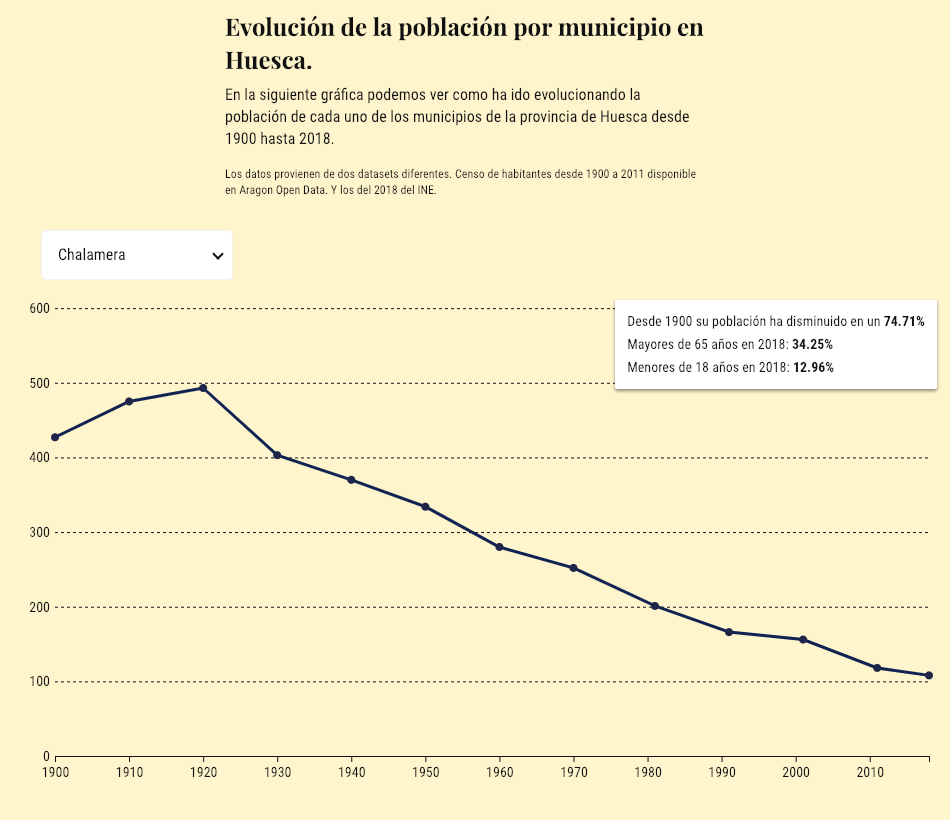 Evolución de la población por municipio en
Huesca.
En la siguiente gráfica podemos ver como ha ido evolucionando la
población de cada uno de los municipios de la provincia de Huesca desde
1900 hasta 2018.
Los datos provienen de dos datasets diferentes. Censo de habitantes desde 1900 a 2011 disponible
en Aragon Open Data. Y los del 2018 del INE.
Chalamera
Desde 1900 su población ha disminuido en un 74.71%
Mayores de 65 años en 2018: 34.25%
Menores de 18 años en 2018: 12.96%
600
500
400
300
200
100
0
1900 1910 1920 1930 1940 1950 1960 1970 1980 1990 2000 2010